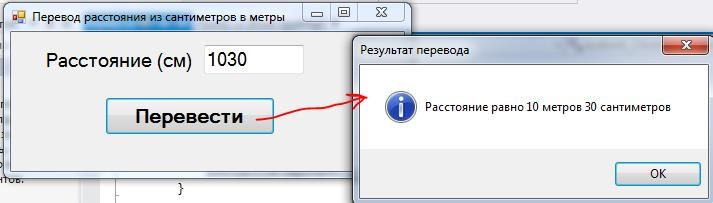 Перевод расстояния из сантиметров в метры
Расстояние (см) 1030
Перевести
Результат перевода
Расстояние равно 10 метров 30 сантиметров
OK
}